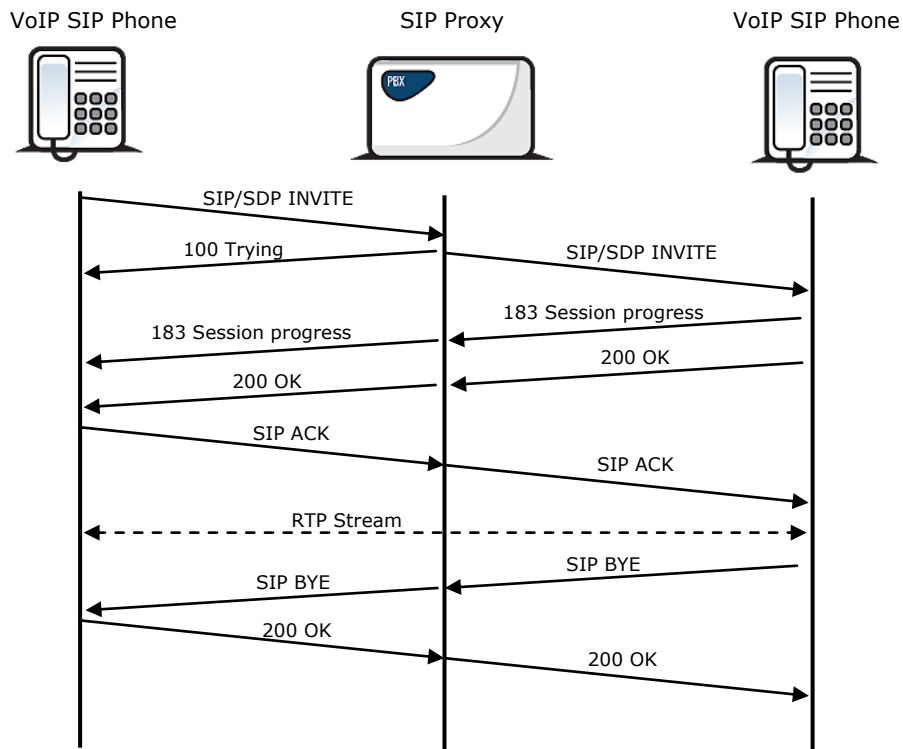 VoIP SIP Phone
SIP Proxy
VoIP SIP Phone
PBX
SIP/SDP INVITE
100 Trying
SIP/SDP INVITE
183 Session progress
183 Session progress
200 OK
200 OK
SIP ACK
SIP ACK
RTP Stream
SIP BYE
SIP BYE
200 OK
200 OK